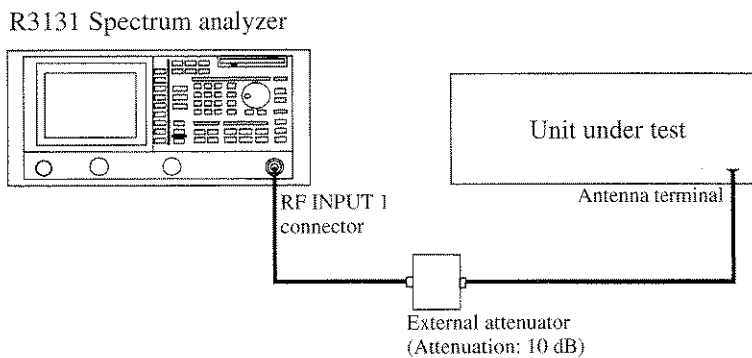 R3131 Spectrum analyzer
Unit under test
Antenna terminal
RF INPUT 1
connector
External attenuator
(Attenuation: 10 dB)